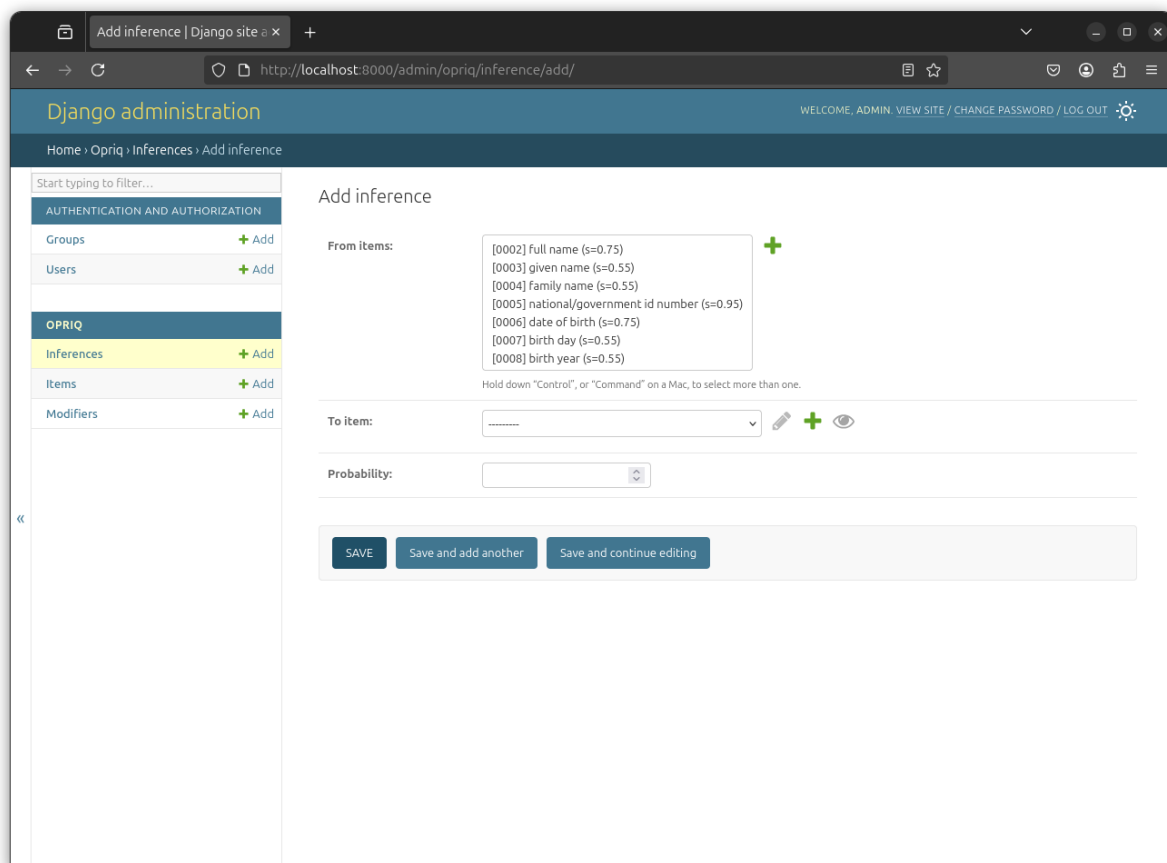 Add inference | Django site a
http://localhost:8000/admin/opriq/inference/add/
Django administration
WELCOME, ADMIN. VIEW SITE / CHANGE PASSWORD / LOG OUT
Home › Opriq › Inferences › Add inference
Start typing to filter…
AUTHENTICATION AND AUTHORIZATION
Groups
Add
Users
Add
OPRIQ
Inferences
Add
Items
Add
Modifiers
Add
«
Add inference
From items:
[0002] full name (s=0.75)
[0003] given name (s=0.55)
[0004] family name (s=0.55)
[0005] national/government id number (s=0.95)
[0006] date of birth (s=0.75)
[0007] birth day (s=0.55)
[0008] birth year (s=0.55)
Hold down “Control”, or “Command” on a Mac, to select more than one.
To item:
---------
Probability:
SAVE
Save and add another
Save and continue editing